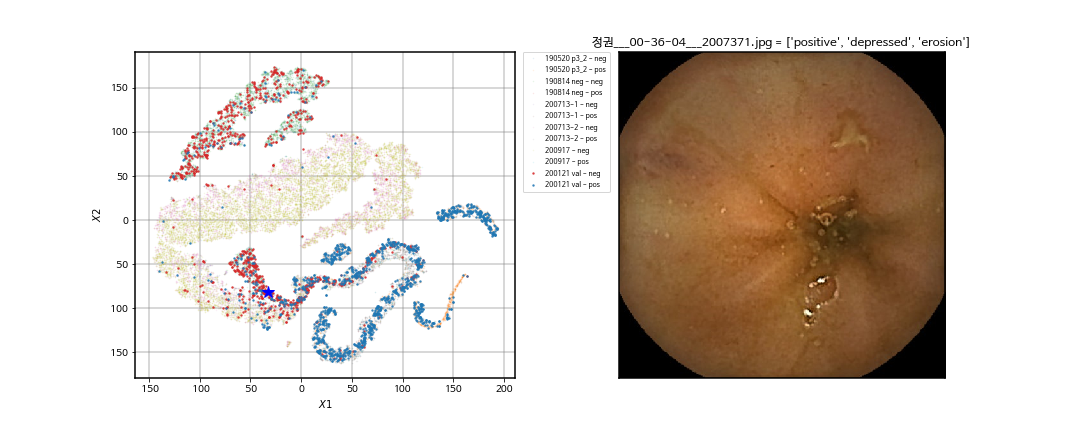 정권___00-36-04___2007371.jpg = ['positive', 'depressed', 'erosion']
190520 p3_2 - neg
190520 p3_2 - pos
190814 neg - neg
190814 neg - pos
200713-1 - neg
200713-1 - pos
200713-2 - neg
200713-2 - pos
200917 - neg
200917 - pos
200121 val - neg
200121 val - pos
150
100
50
0
50
100
150
X2
150 100 50 0 50 100 150 200
X1